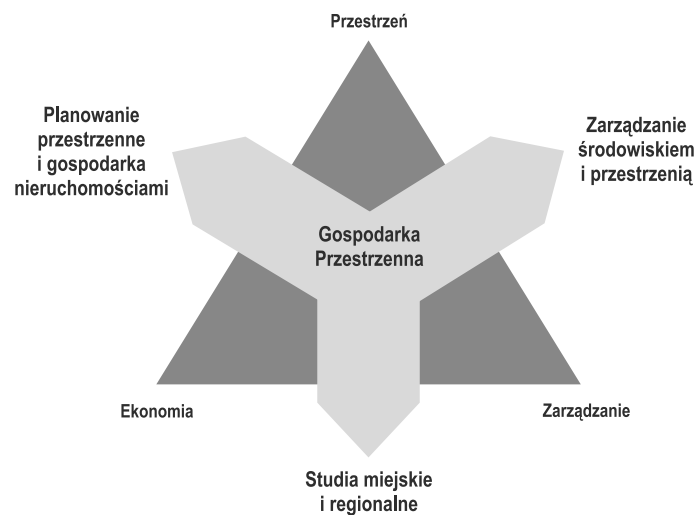 Przestrzeń
Planowanie
przestrzenne
i gospodarka
nieruchomościami
Zarządzanie
środowiskiem
i przestrzenią
Gospodarka
Przestrzenna
Ekonomia
Zarządzanie
Studia miejskie
i regionalne